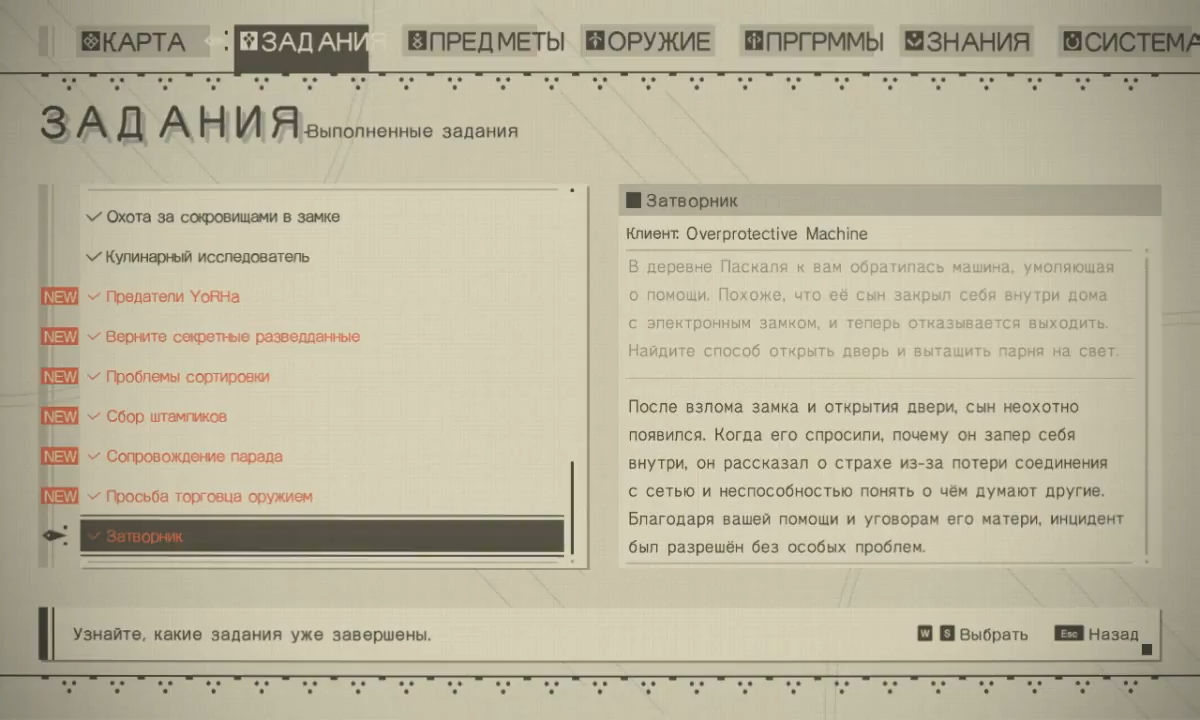 КАРТА ЗАДАНИЯ ПРЕДМЕТЫ ОРУЖИЕ ПРГРММЫ ЗНАНИЯ СИСТЕМА
ЗАДАНИЯ-Выполненные задания
Охота за сокровищами в замке
Кулинарный исследователь
NEW Предатели YoRHa
NEW Верните секретные разведданные
NEW Проблемы сортировки
NEW Сбор штампиков
NEW Сопровождение парада
NEW Просьба торговца оружием
Затворник
Затворник
Клиент: Overprotective Machine
В деревне Паскаля к вам обратилась машина, умоляющая
о помощи. Похоже, что её сын закрыл себя внутри дома
с электронным замком, и теперь отказывается выходить.
Найдите способ открыть дверь и вытащить парня на свет.
После взлома замка и открытия двери, сын неохотно
появился. Когда его спросили, почему он запер себя
внутри, он рассказал о страхе из-за потери соединения
с сетью и неспособностью понять о чём думают другие.
Благодаря вашей помощи и уговорам его матери, инцидент
был разрешён без особых проблем.
Узнайте, какие задания уже завершены.
W S Выбрать Esc Назад